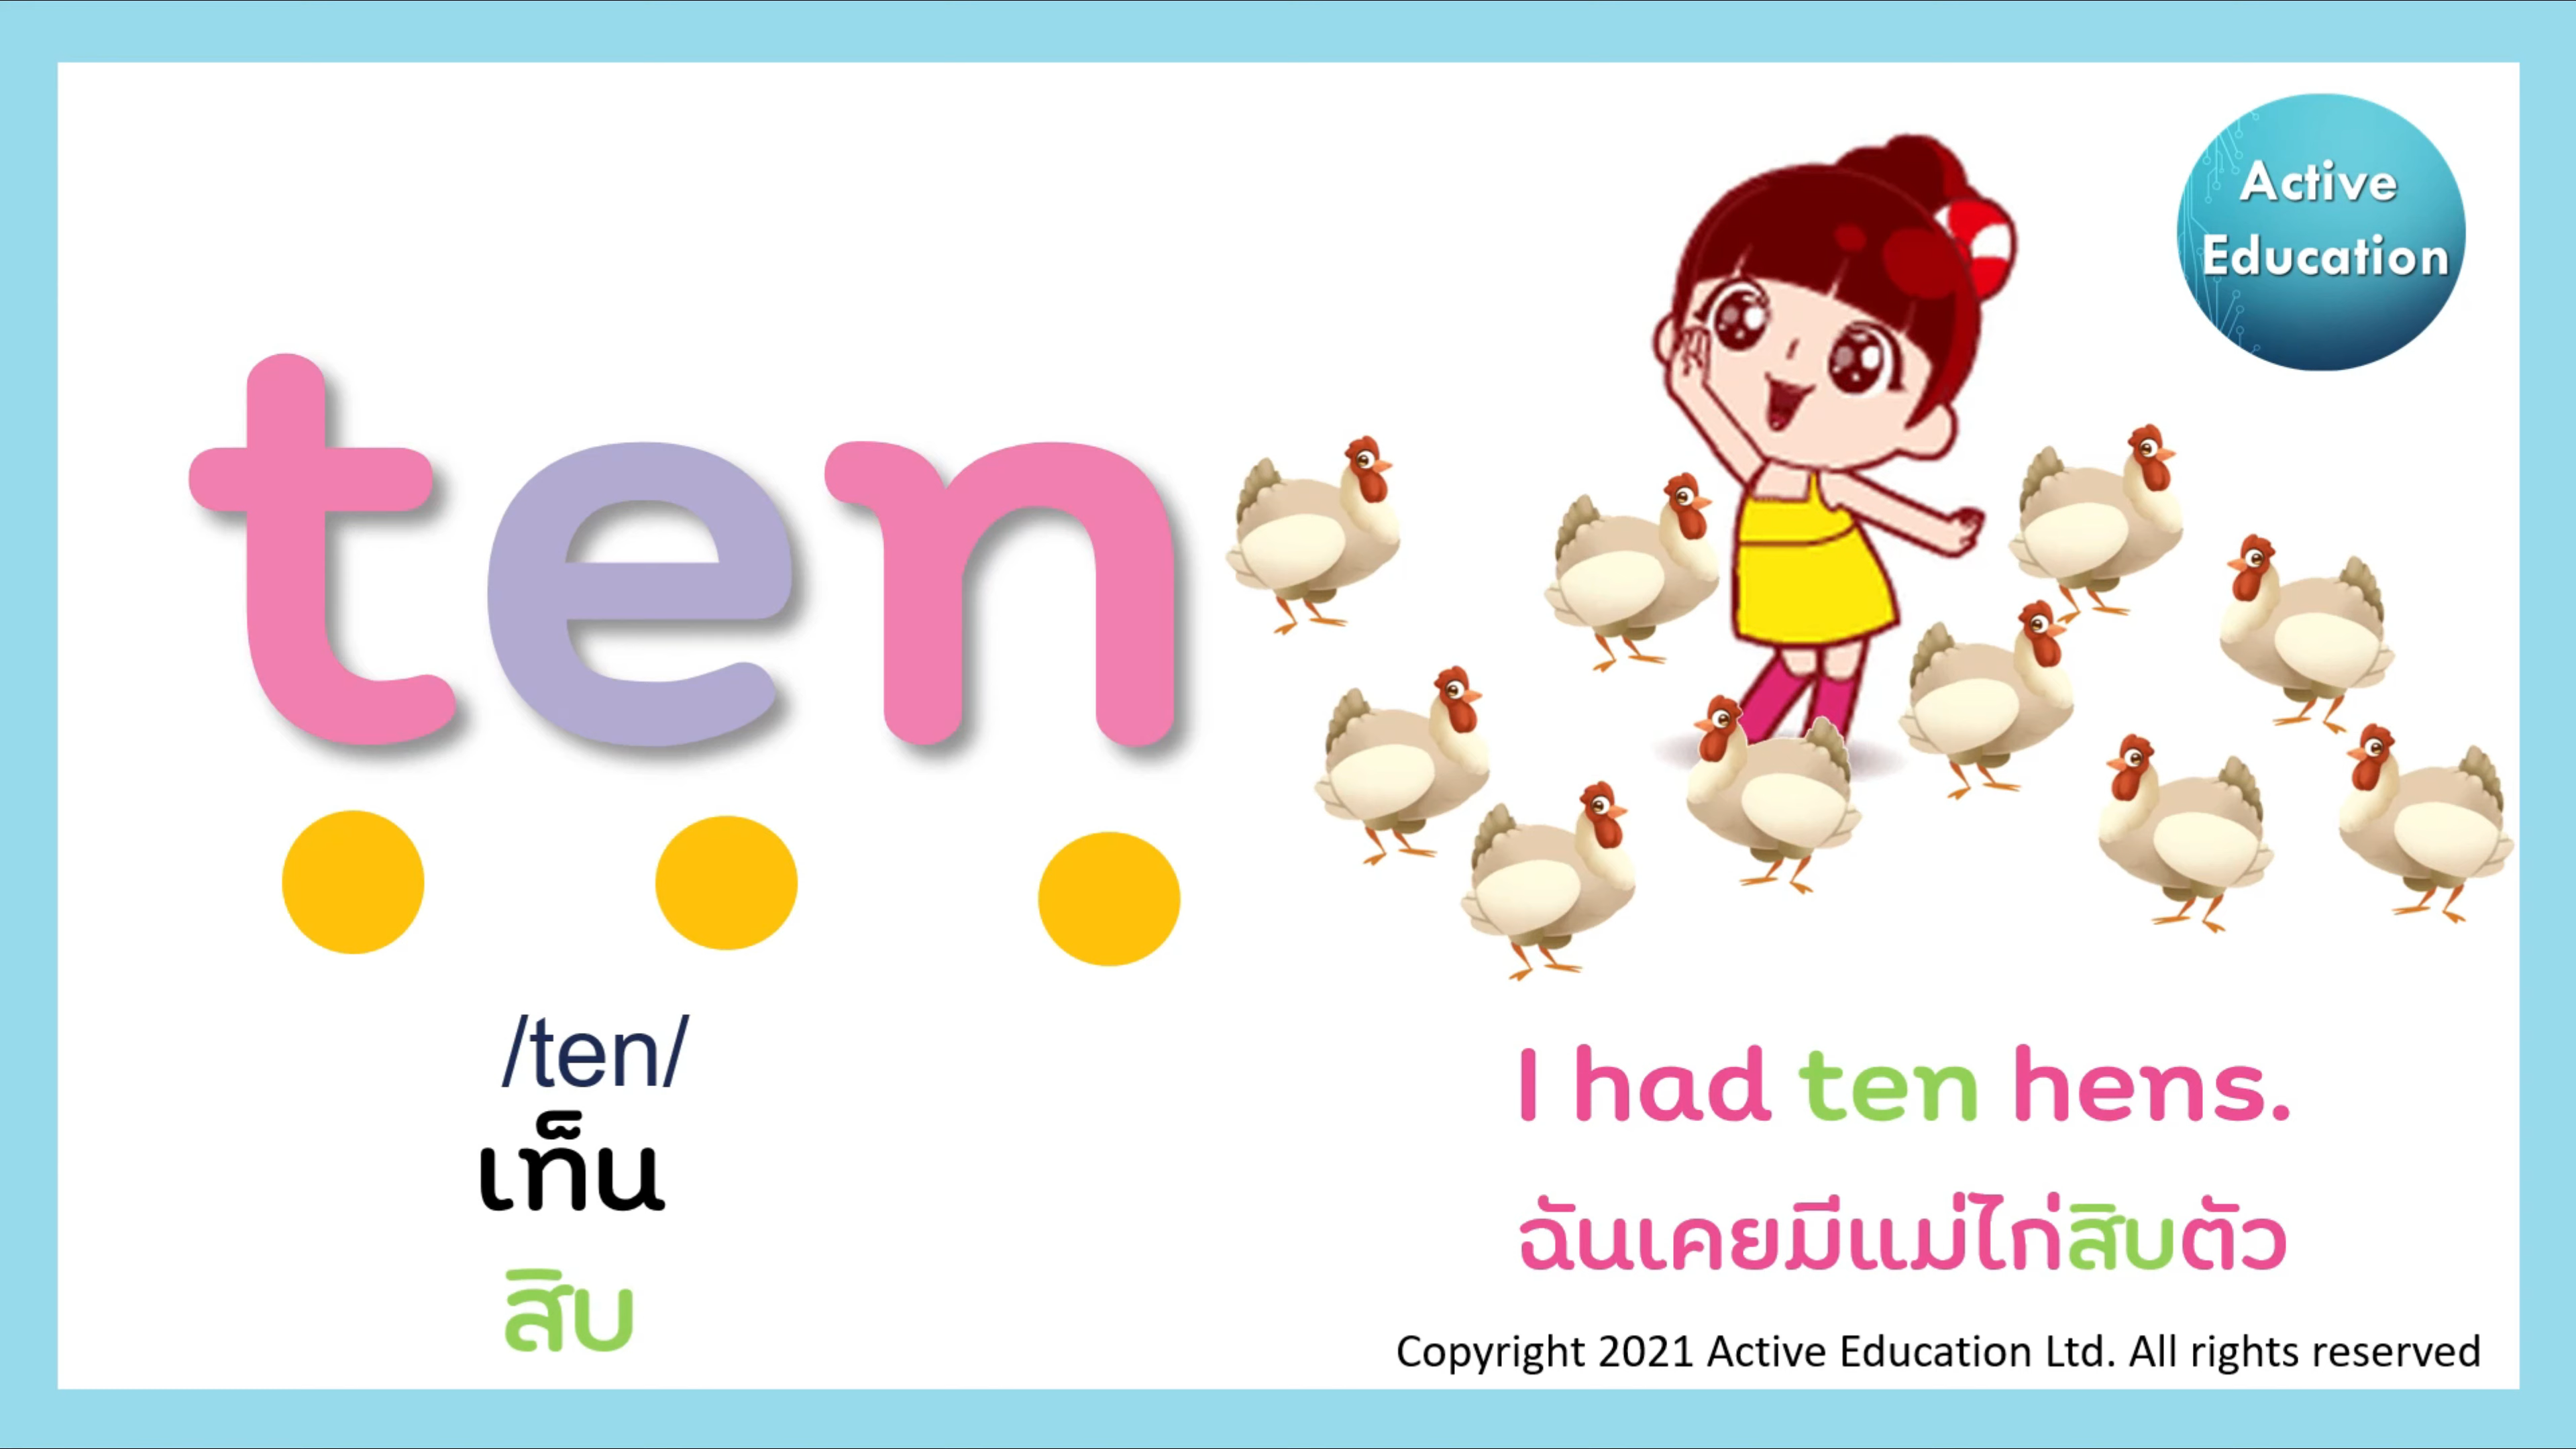 Active
Education
ten
/ten/
เท็น
สิบ
I had ten hens.
ฉันเคยมีแม่ไก่สิบตัว
Copyright 2021 Active Education Ltd. All rights reserved